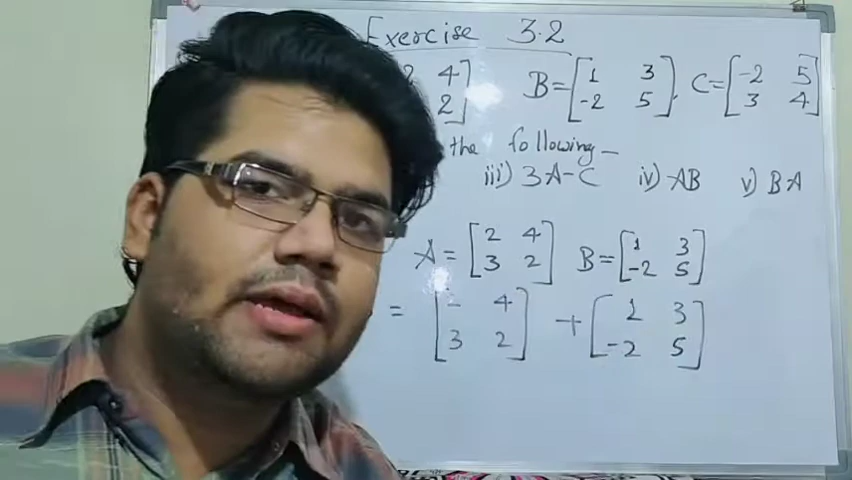 Exercise 3.2
2 4] B=[1 3], C=[-2 5]
2] [-2 5] [3 4]
the following –
iii) 3A-C iv) AB v) BA
A = [2 4] B= [1 3]
[3 2] [-2 5]
= [- 4] + [1 3]
[3 2] [-2 5]